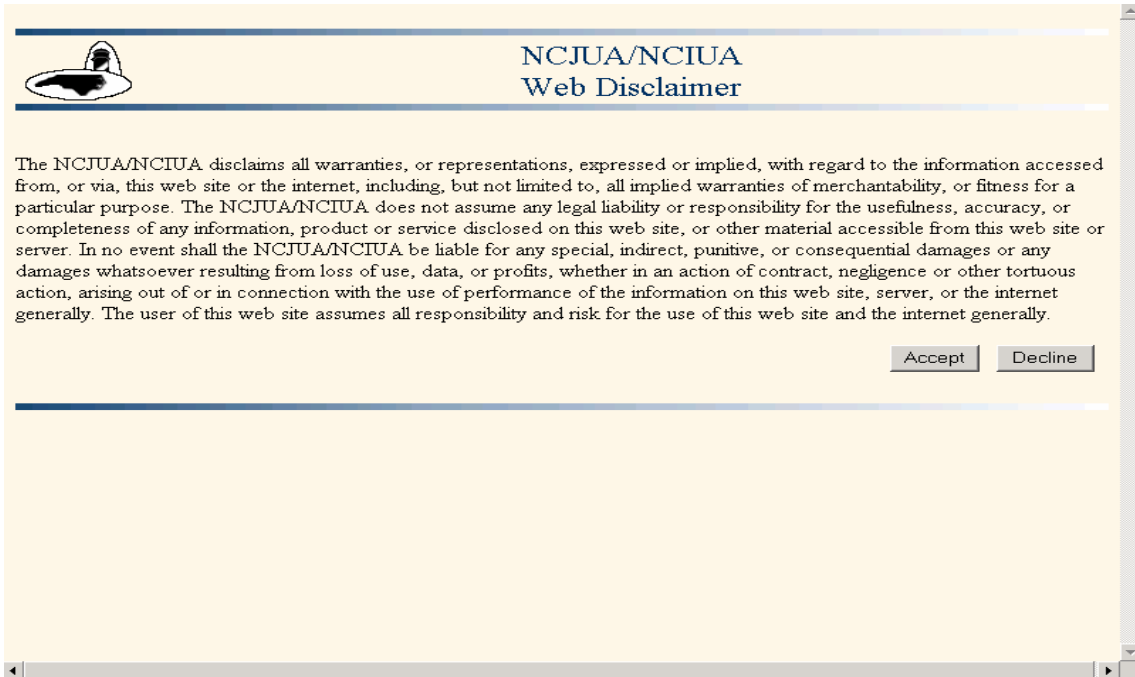 NCJUA/NCIUA
Web Disclaimer
The NCJUA/NCIUA disclaims all warranties, or representations, expressed or implied, with regard to the information accessed
from, or via, this web site or the internet, including, but not limited to, all implied warranties of merchantability, or fitness for a
particular purpose. The NCJUA/NCIUA does not assume any legal liability or responsibility for the usefulness, accuracy, or
completeness of any information, product or service disclosed on this web site, or other material accessible from this web site or
server. In no event shall the NCJUA/NCIUA be liable for any special, indirect, punitive, or consequential damages or any
damages whatsoever resulting from loss of use, data, or profits, whether in an action of contract, negligence or other tortuous
action, arising out of or in connection with the use of performance of the information on this web site, server, or the internet
generally. The user of this web site assumes all responsibility and risk for the use of this web site and the internet generally.
Accept Decline